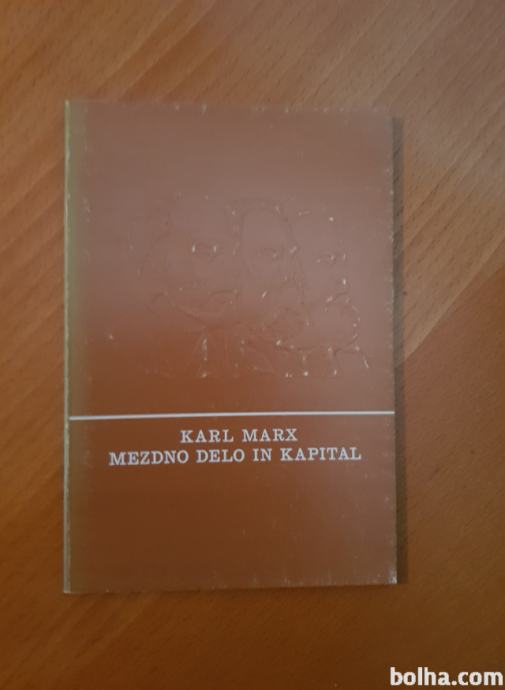 KARL MARX
MEZDNO DELO IN KAPITAL
bolha.com